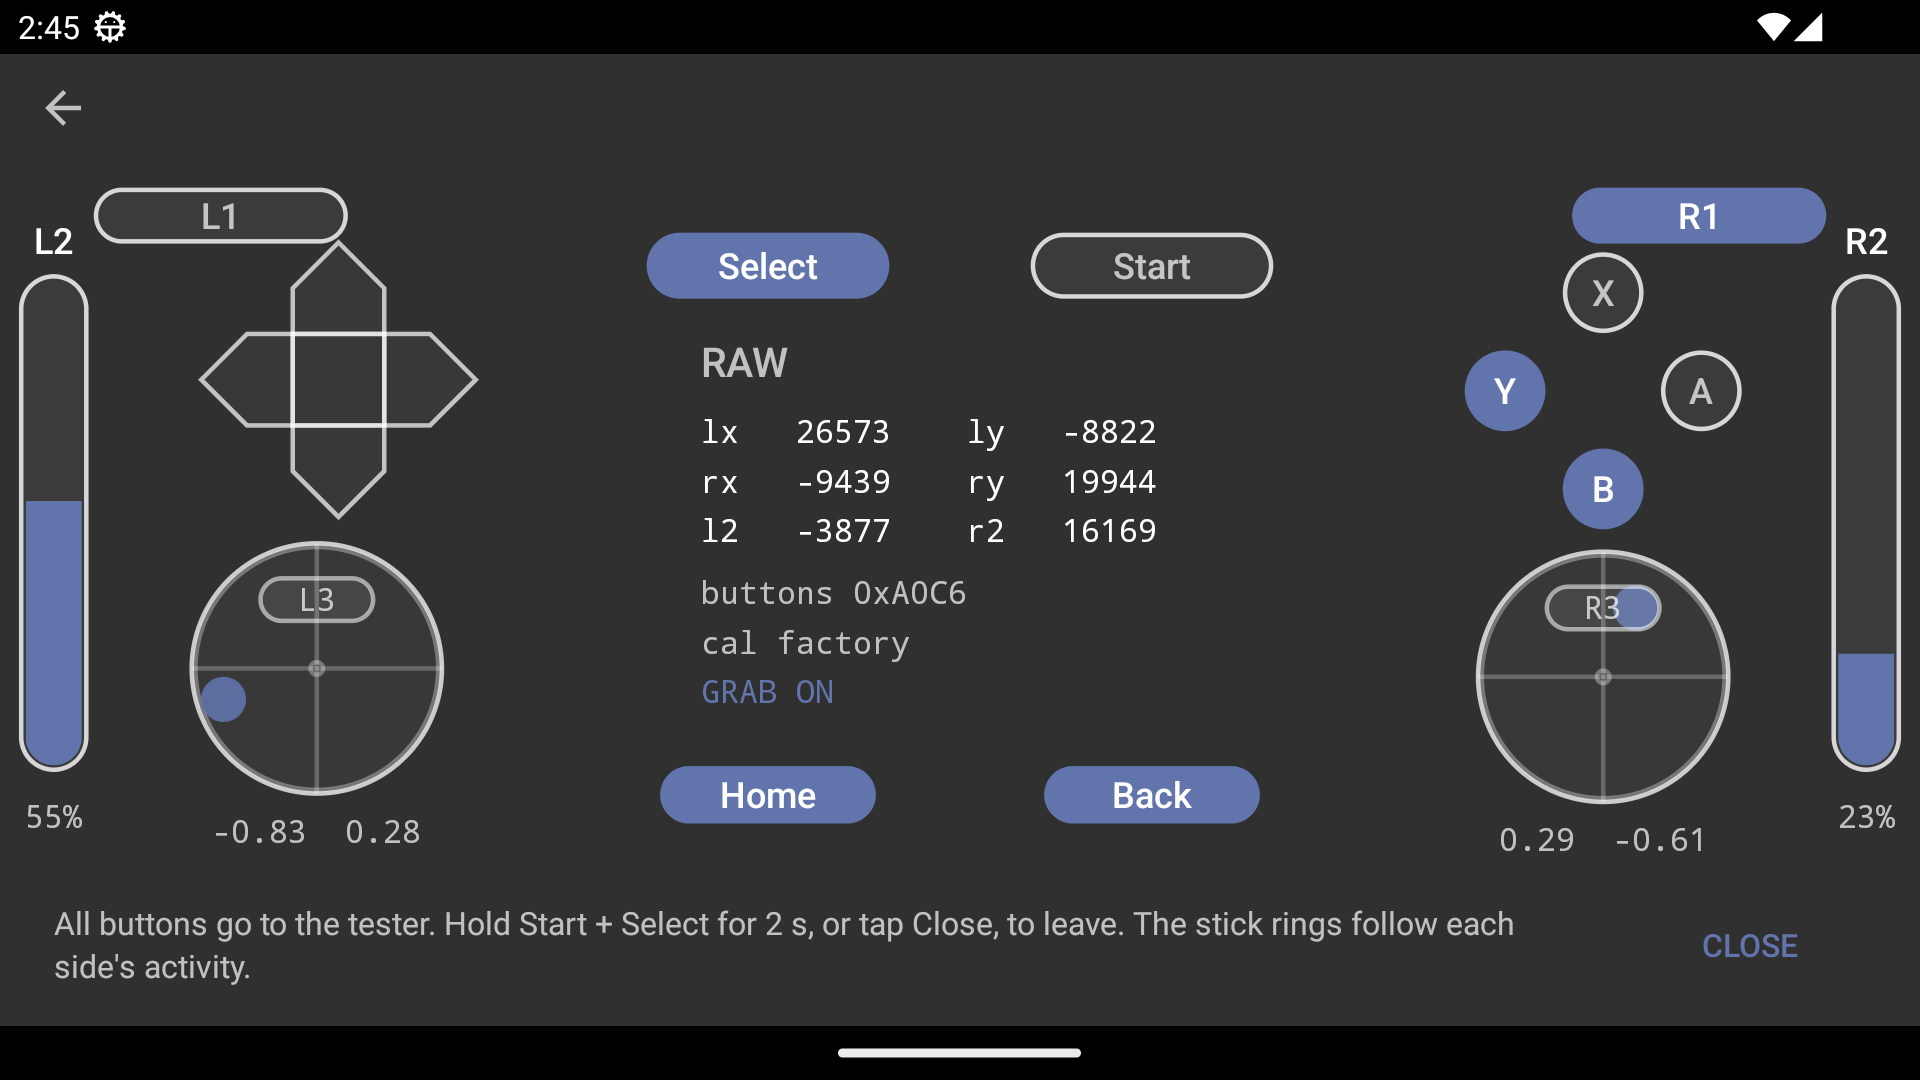 2:45
L1
L2
Select
Start
R1
R2
X
Y
A
B
RAW
lx 26573 ly -8822
rx -9439 ry 19944
l2 -3877 r2 16169
buttons 0xA0C6
cal factory
GRAB ON
L3
R3
Home
Back
55%
-0.83 0.28
0.29 -0.61
23%
All buttons go to the tester. Hold Start + Select for 2 s, or tap Close, to leave. The stick rings follow each
side's activity.
CLOSE